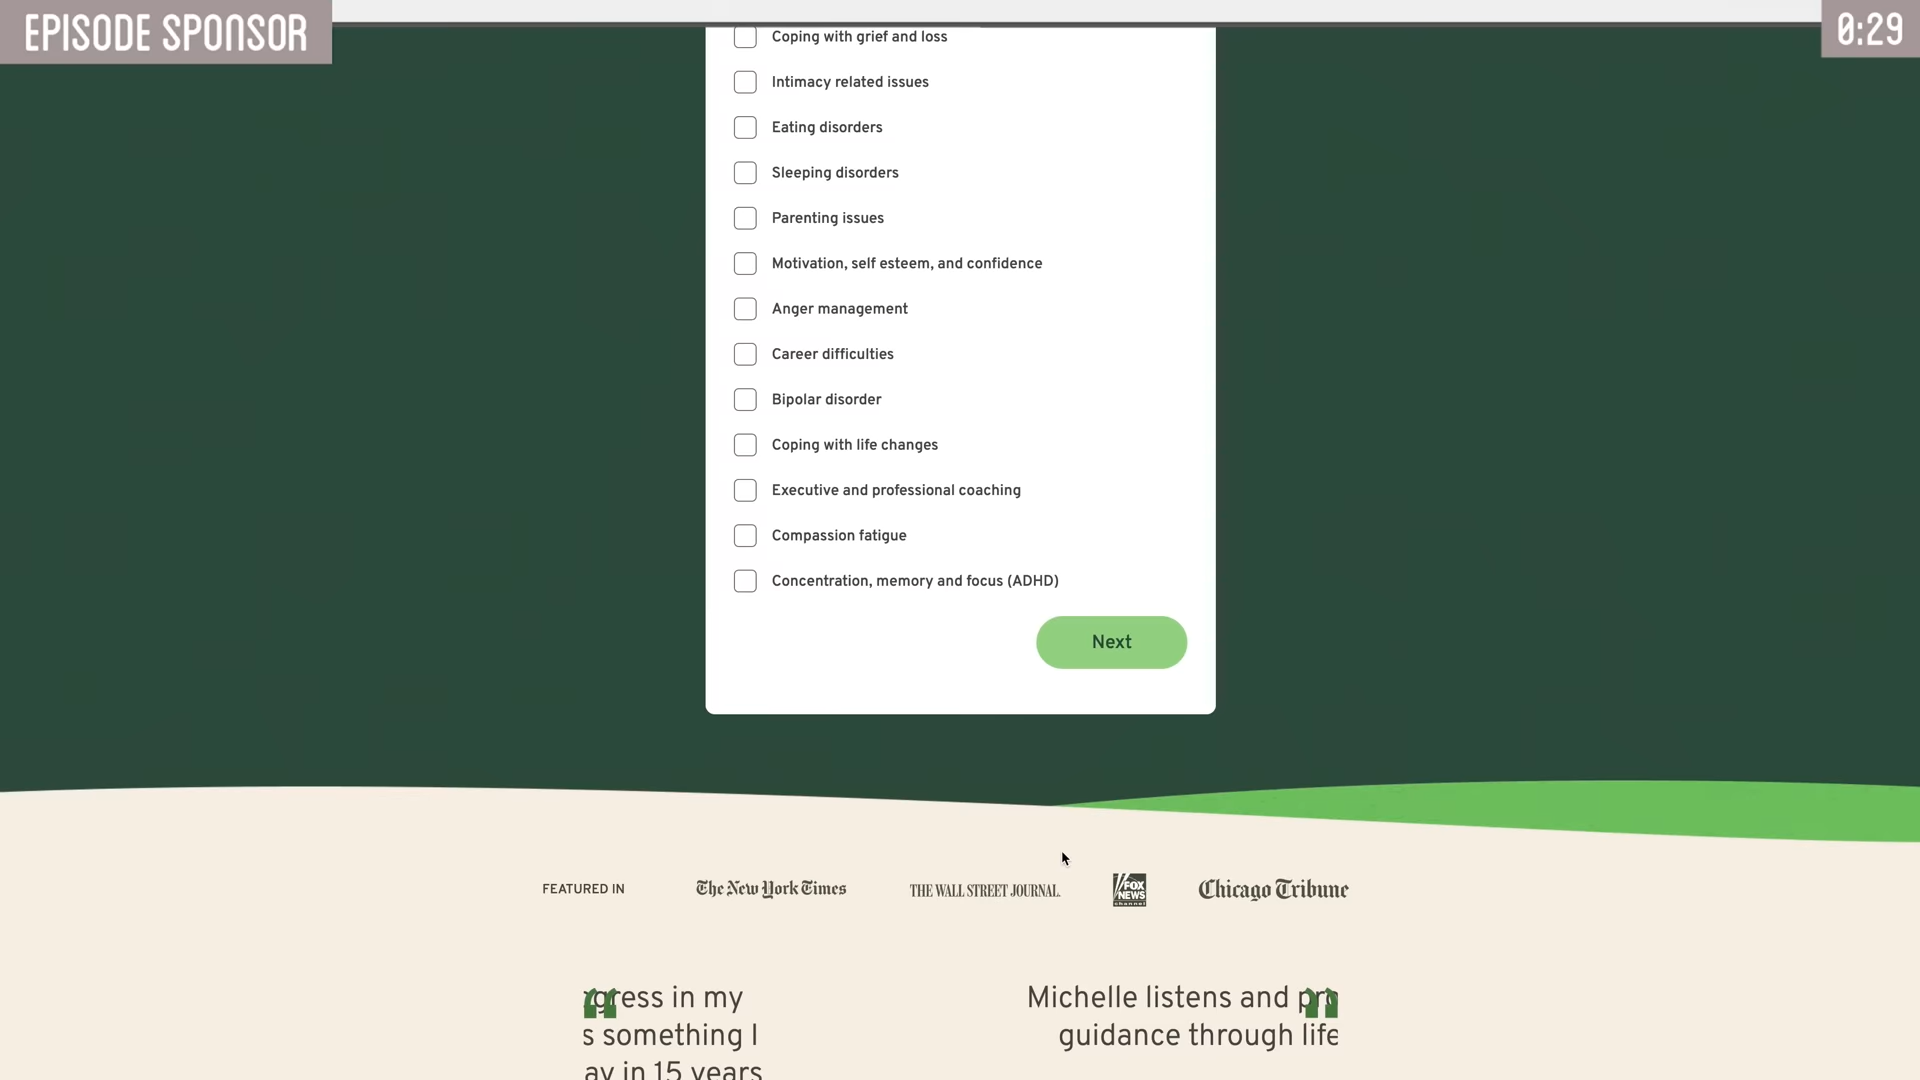 EPISODE SPONSOR
0:29
Coping with grief and loss
Intimacy related issues
Eating disorders
Sleeping disorders
Parenting issues
Motivation, self esteem, and confidence
Anger management
Career difficulties
Bipolar disorder
Coping with life changes
Executive and professional coaching
Compassion fatigue
Concentration, memory and focus (ADHD)
Next
FEATURED IN
The New York Times
THE WALL STREET JOURNAL.
FOX NEWS channel
Chicago Tribune
“
gress in my
s something I
ay in 15 years
Michelle listens and pro
guidance through life
”